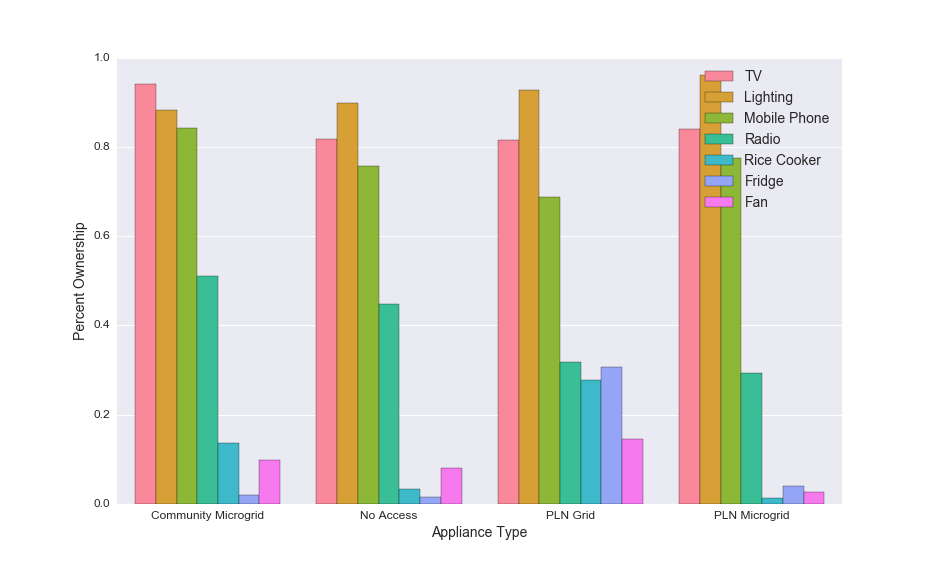 1.0
0.8
0.6
0.4
0.2
0.0
Percent Ownership
TV
Lighting
Mobile Phone
Radio
Rice Cooker
Fridge
Fan
Community Microgrid
No Access
PLN Grid
PLN Microgrid
Appliance Type